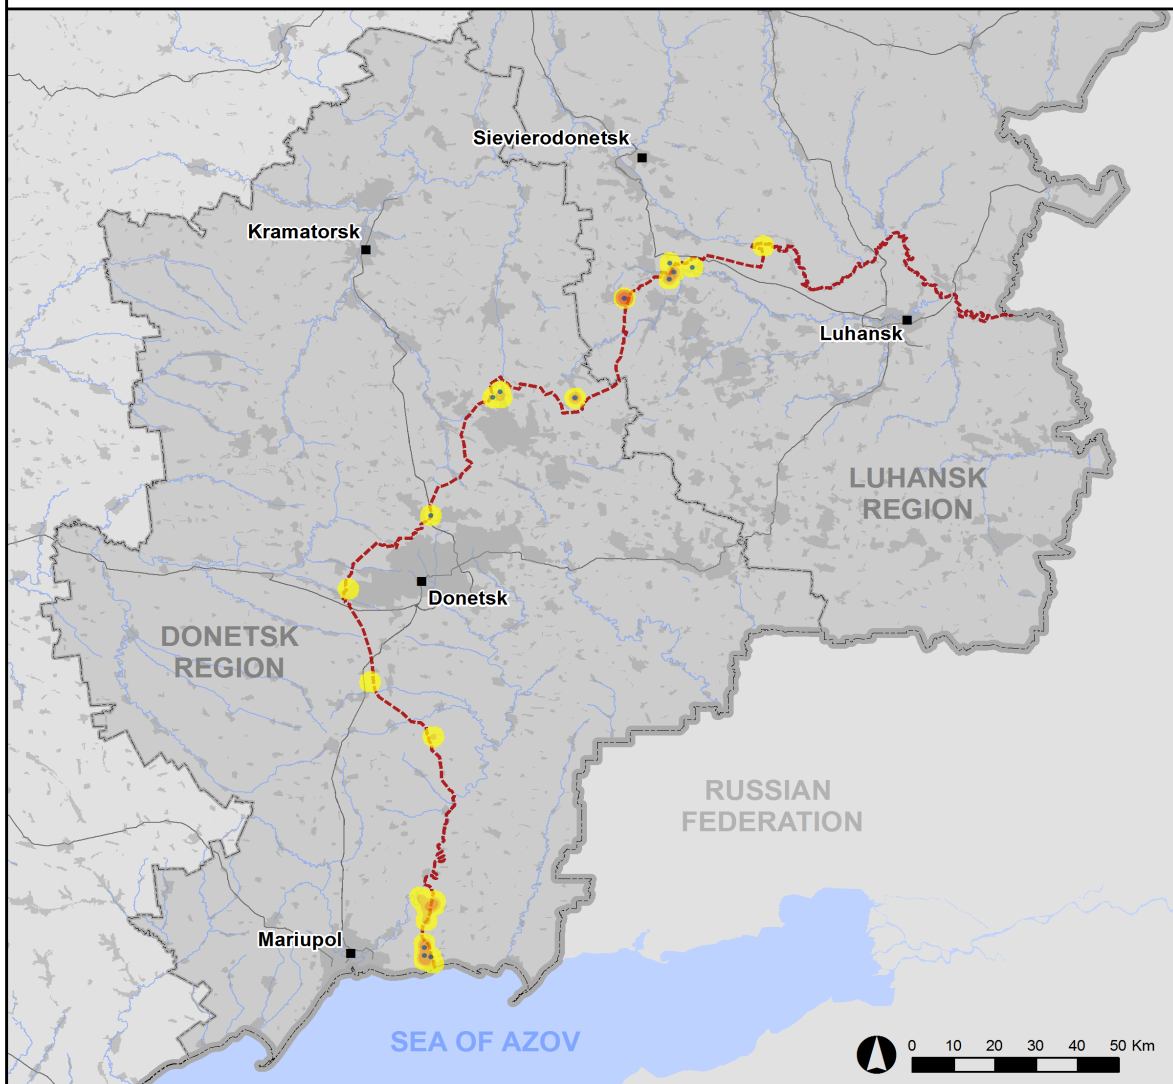 Sievierodonetsk
Kramatorsk
Luhansk
LUHANSK
REGION
Donetsk
DONETSK
REGION
RUSSIAN
FEDERATION
Mariupol
SEA OF AZOV
0 10 20 30 40 50 Km